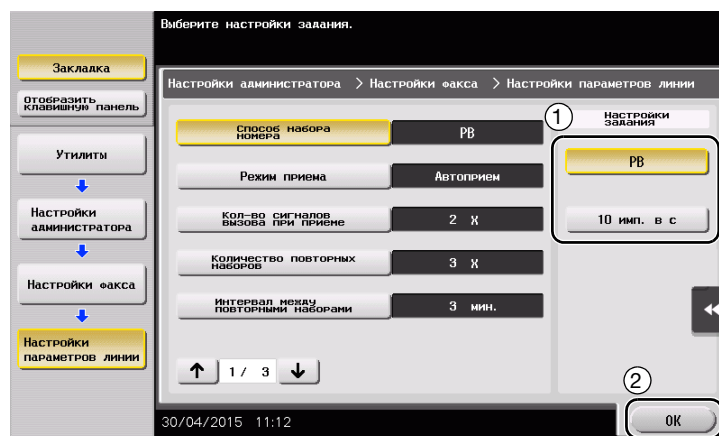 Выберите настройки задания.
Закладка
Отобразить
клавишную панель
Утилиты
Настройки
администратора
Настройки факса
Настройки
параметров линии
Настройки администратора > Настройки факса > Настройки параметров линии
Способ набора
номера
PB
Режим приема
Автоприем
Кол-во сигналов
вызова при приеме
2 X
Количество повторных
наборов
3 X
Интервал между
повторными наборами
3 мин.
↑ 1/ 3 ↓
1
Настройки
задания
PB
10 имп. в с
2
OK
30/04/2015 11:12